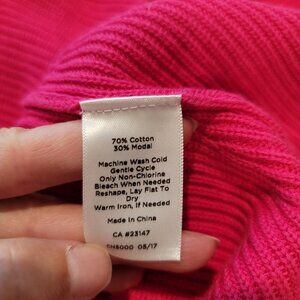 70% Cotton
30% Modal
Machine Wash Cold
Gentle Cycle
Only Non-Chlorine
Bleach When Needed
Reshape, Lay Flat To
Dry
Warm Iron, If Needed
Made In China
CA #23147
05/17